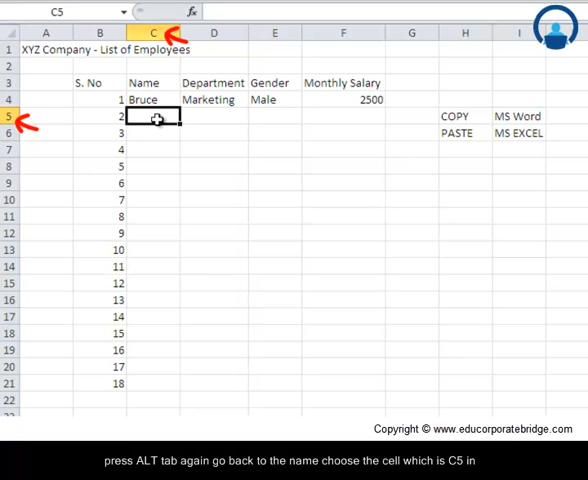 C5 fx
A B C D E F G H I
1 XYZ Company - List of Employees
2
3 S. No Name Department Gender Monthly Salary
4 1 Bruce Marketing Male 2500
5 2 COPY MS Word
6 3 PASTE MS EXCEL
7 4
8 5
9 6
10 7
11 8
12 9
13 10
14 11
15 12
16 13
17 14
18 15
19 16
20 17
21 18
22
Copyright © www.educorporatebridge.com
press ALT tab again go back to the name choose the cell which is C5 in